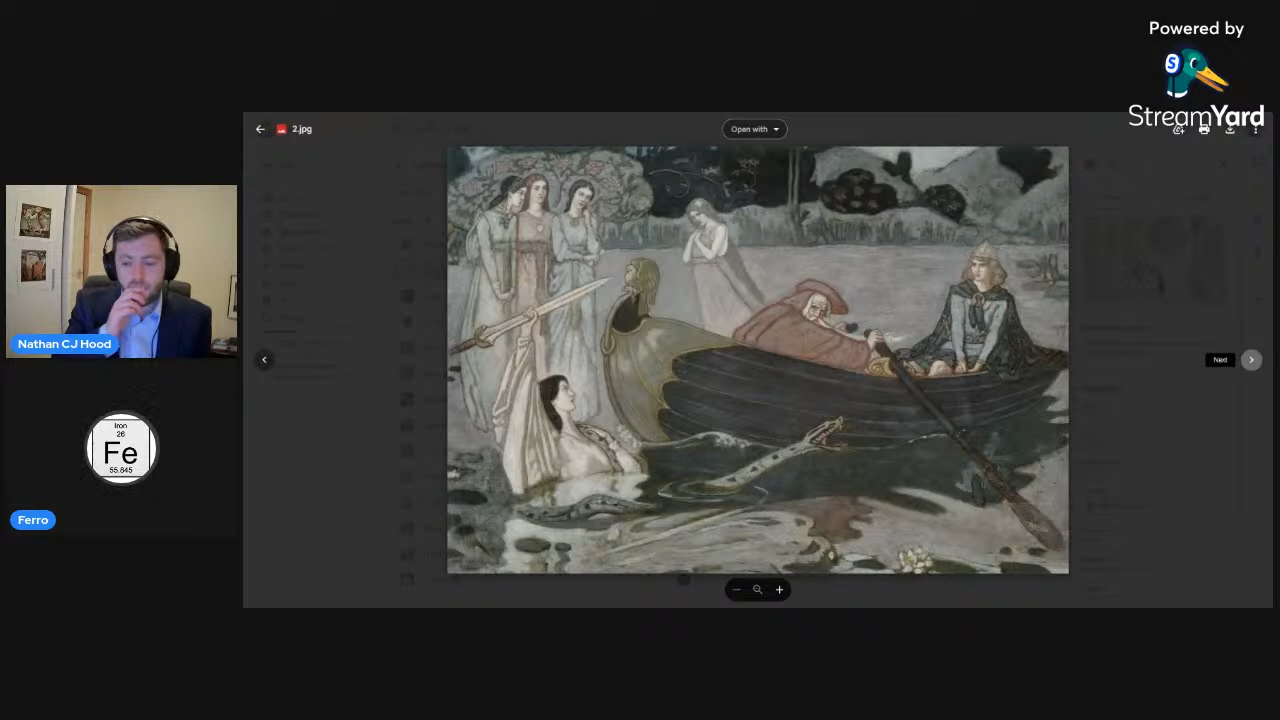 Powered by
S
StreamYard
2.jpg
Open with
Nathan CJ Hood
Next
Iron
26
Fe
55.845
Ferro